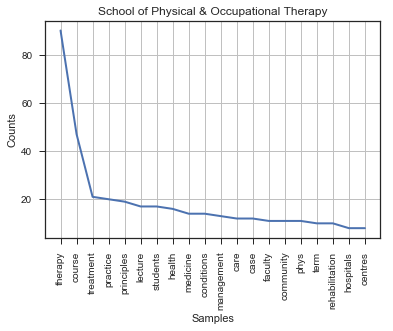 School of Physical & Occupational Therapy
Counts
80
60
40
20
therapy
course
treatment
practice
principles
lecture
students
health
medicine
conditions
management
care
case
faculty
community
phys
term
rehabilitation
hospitals
centres
Samples